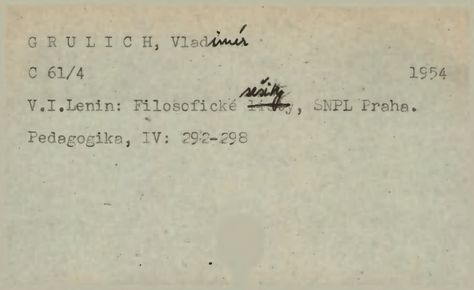 G R U L I C H, Vladimír
C 61/4 1954
V.I.Lenin: Filosofické sešity, SNPL Praha.
Pedagogika, IV: 292-298